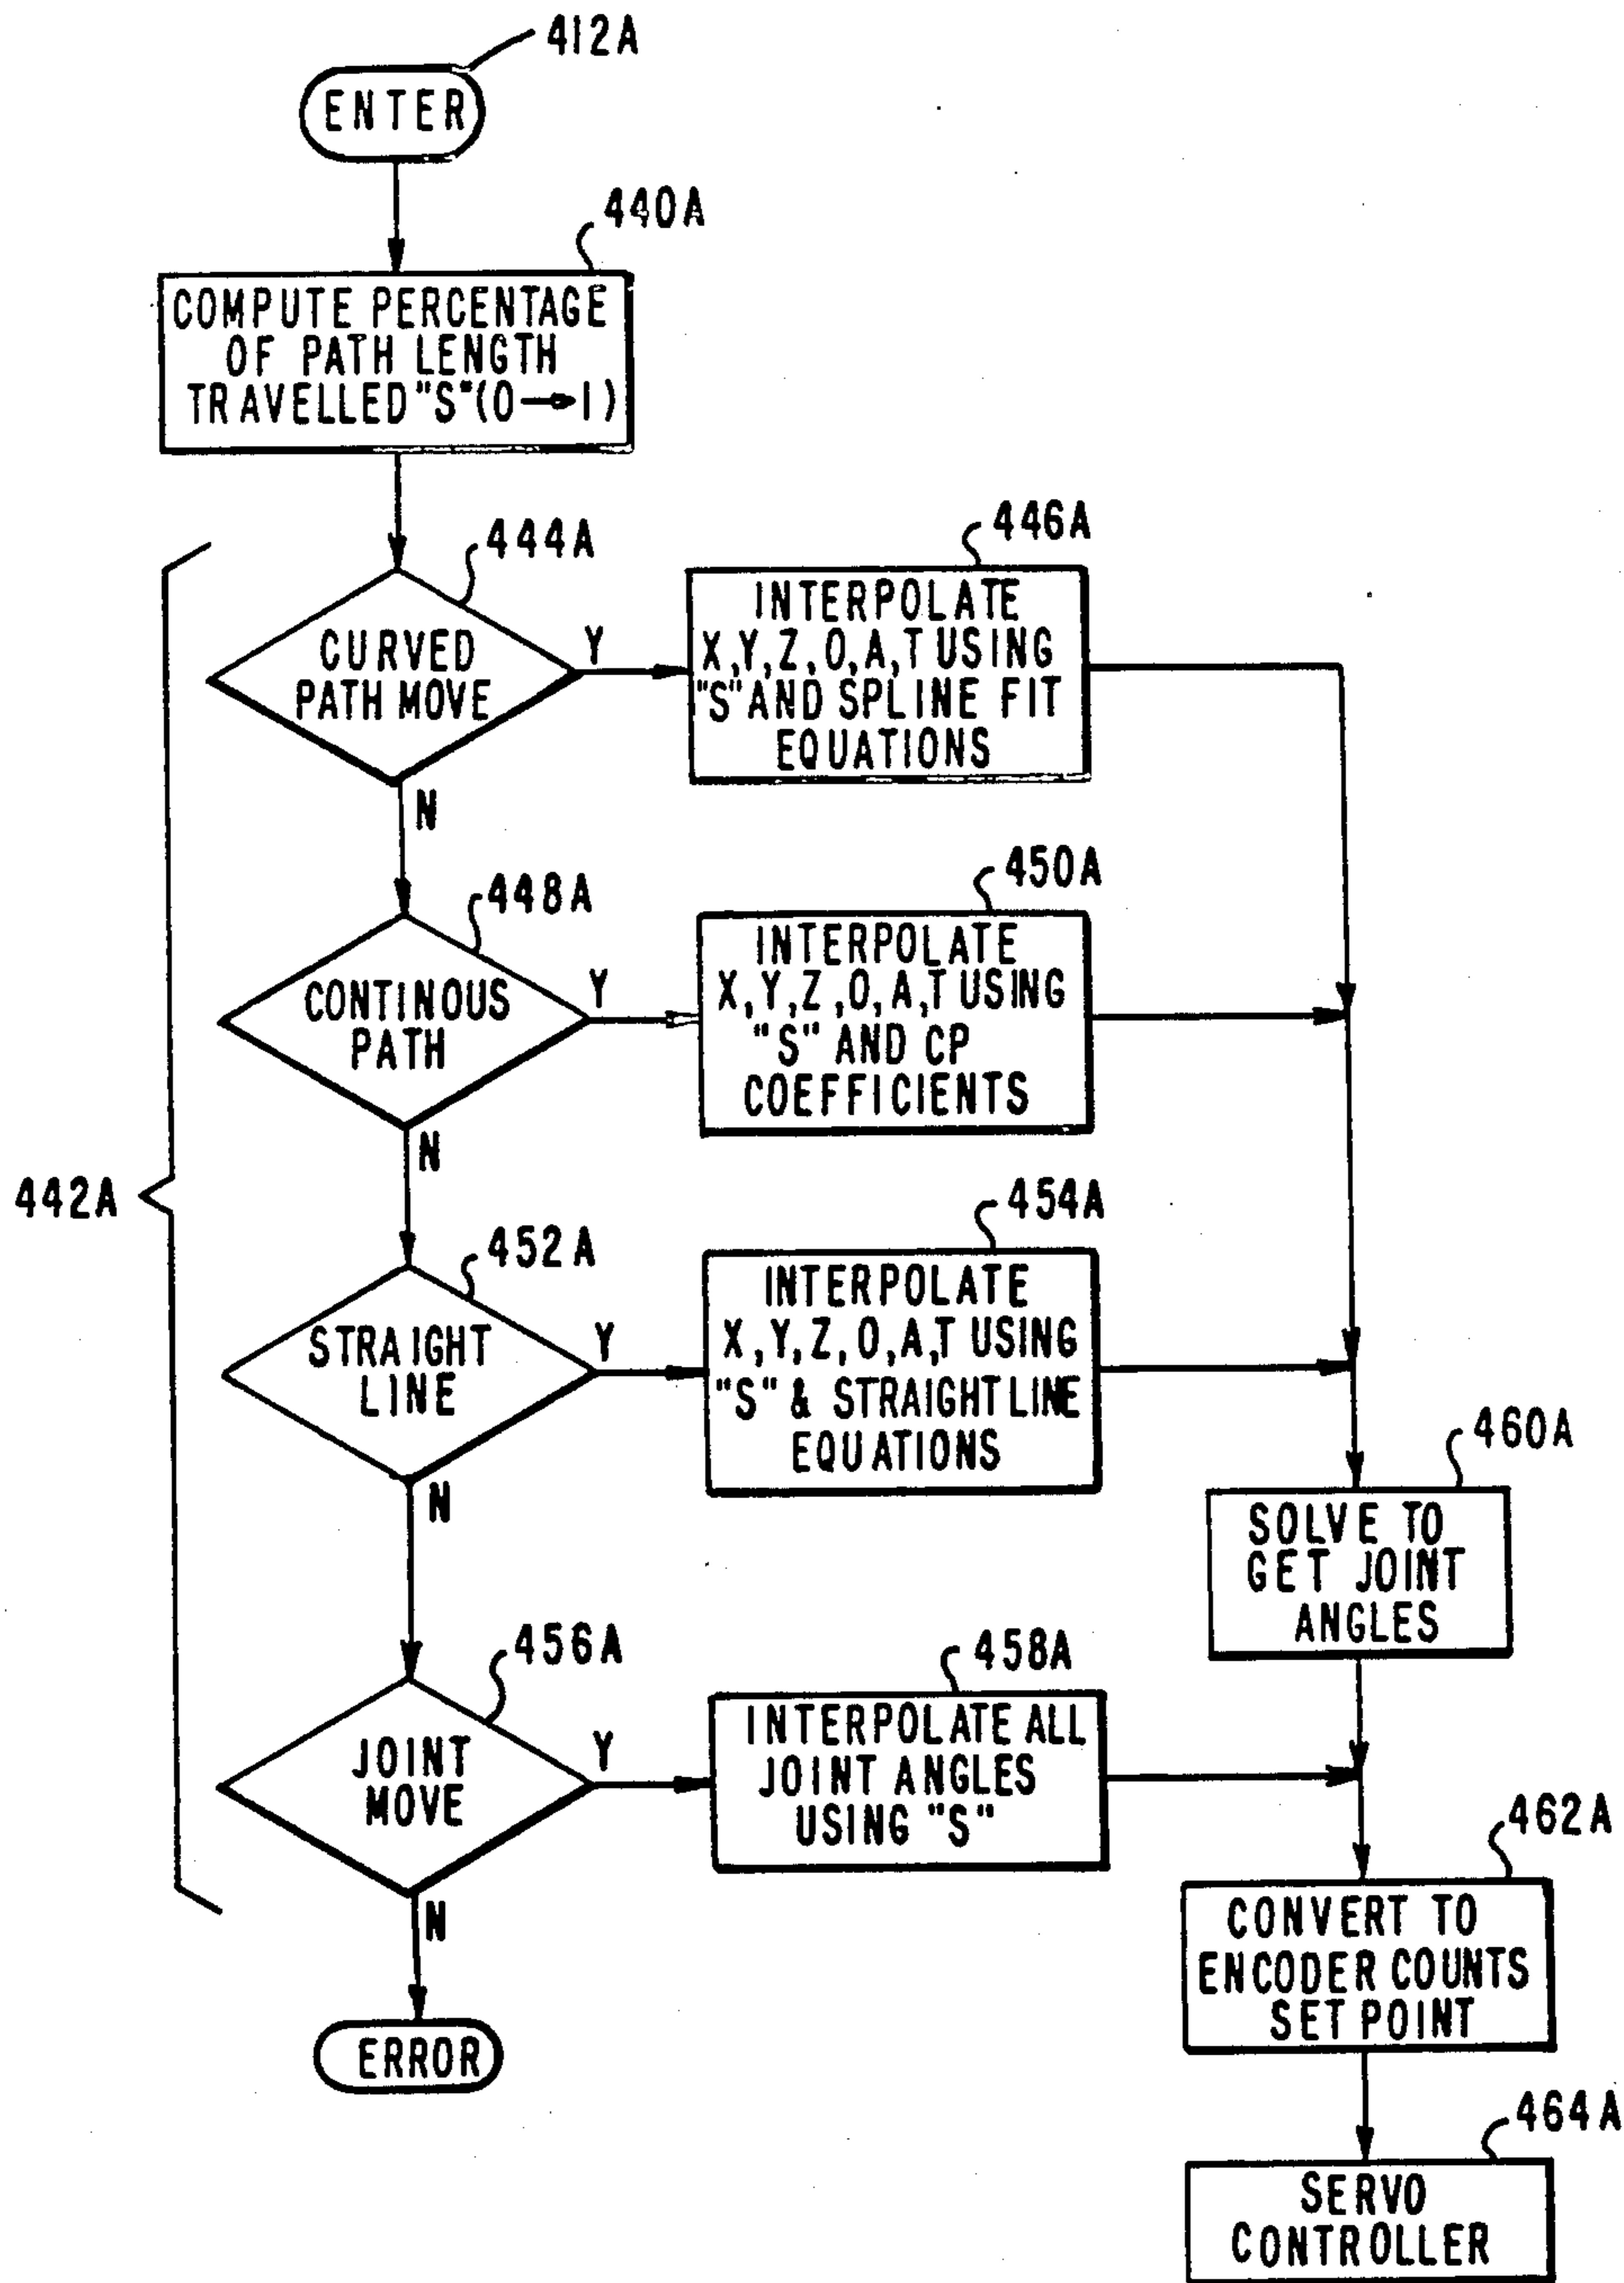 412A
ENTER
440A
COMPUTE PERCENTAGE
OF PATH LENGTH
TRAVELLED "S" (0→1)
442A
444A
CURVED
PATH MOVE
Y
N
446A
INTERPOLATE
X,Y,Z,O,A,T USING
"S" AND SPLINE FIT
EQUATIONS
448A
CONTINOUS
PATH
Y
N
450A
INTERPOLATE
X,Y,Z,O,A,T USING
"S" AND CP
COEFFICIENTS
452A
STRAIGHT
LINE
Y
N
454A
INTERPOLATE
X,Y,Z,O,A,T USING
"S" & STRAIGHT LINE
EQUATIONS
456A
JOINT
MOVE
Y
N
458A
INTERPOLATE ALL
JOINT ANGLES
USING "S"
ERROR
460A
SOLVE TO
GET JOINT
ANGLES
462A
CONVERT TO
ENCODER COUNTS
SET POINT
464A
SERVO
CONTROLLER